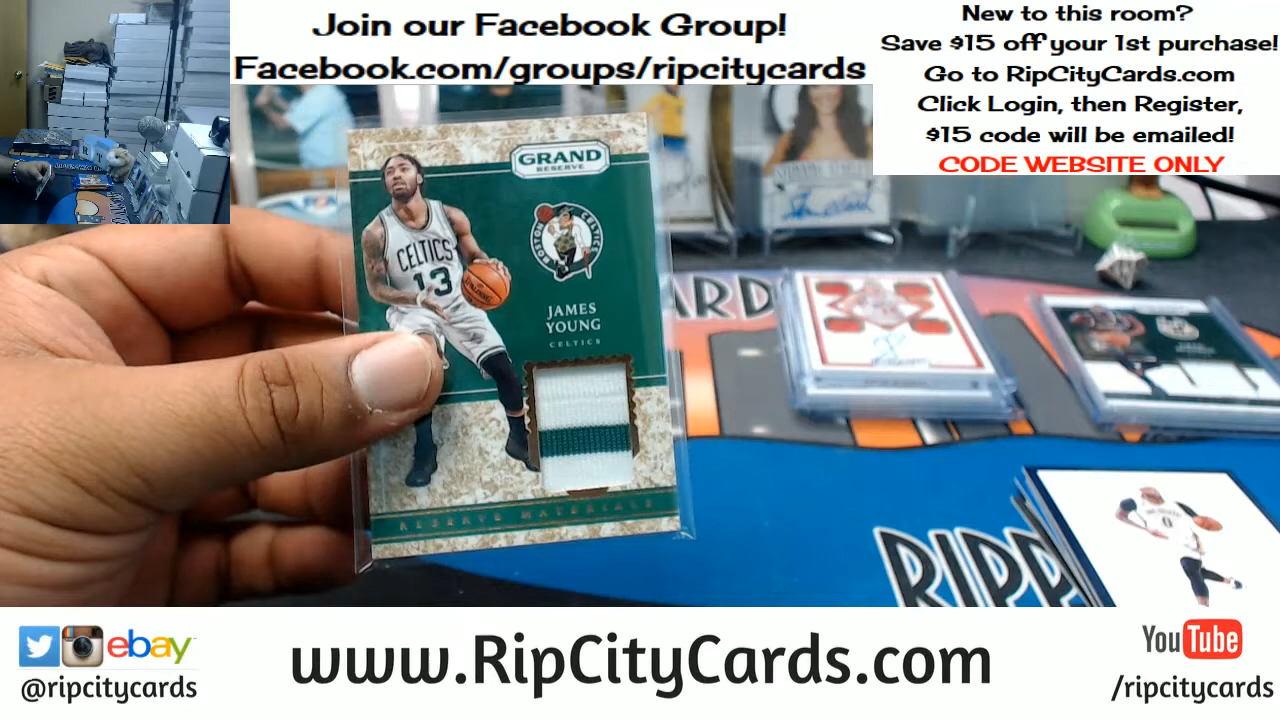 Join our Facebook Group!
Facebook.com/groups/ripcitycards
New to this room?
Save $15 off your 1st purchase!
Go to RipCityCards.com
Click Login, then Register,
$15 code will be emailed!
CODE WEBSITE ONLY
GRAND
RESERVE
BOSTON
CELTICS
CELTICS
13
JAMES
YOUNG
CELTICS
RESERVE MATERIALS
ARD
RIPP
0
ebay
@ripcitycards
www.RipCityCards.com
YouTube
/ripcitycards